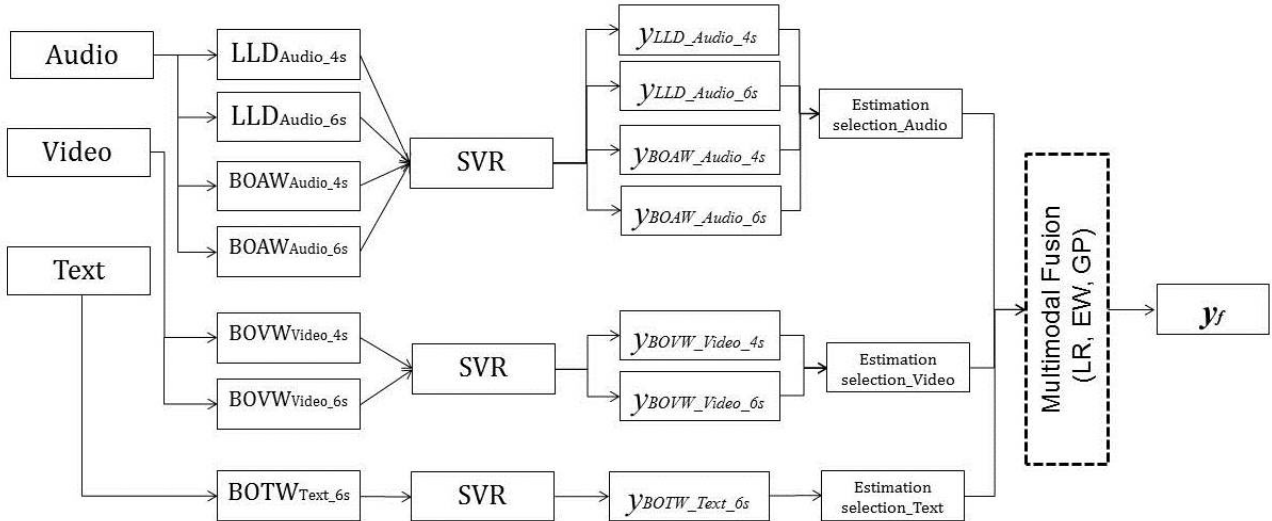 Audio
Video
Text
LLDAudio_4s
LLDAudio_6s
BOAWAudio_4s
BOAWAudio_6s
BOVWVideo_4s
BOVWVideo_6s
BOTWText_6s
SVR
SVR
SVR
yLLD_Audio_4s
yLLD_Audio_6s
yBOAW_Audio_4s
yBOAW_Audio_6s
yBOVW_Video_4s
yBOVW_Video_6s
yBOTW_Text_6s
Estimation
selection_Audio
Estimation
selection_Video
Estimation
selection_Text
Multimodal Fusion
(LR, EW, GP)
yf